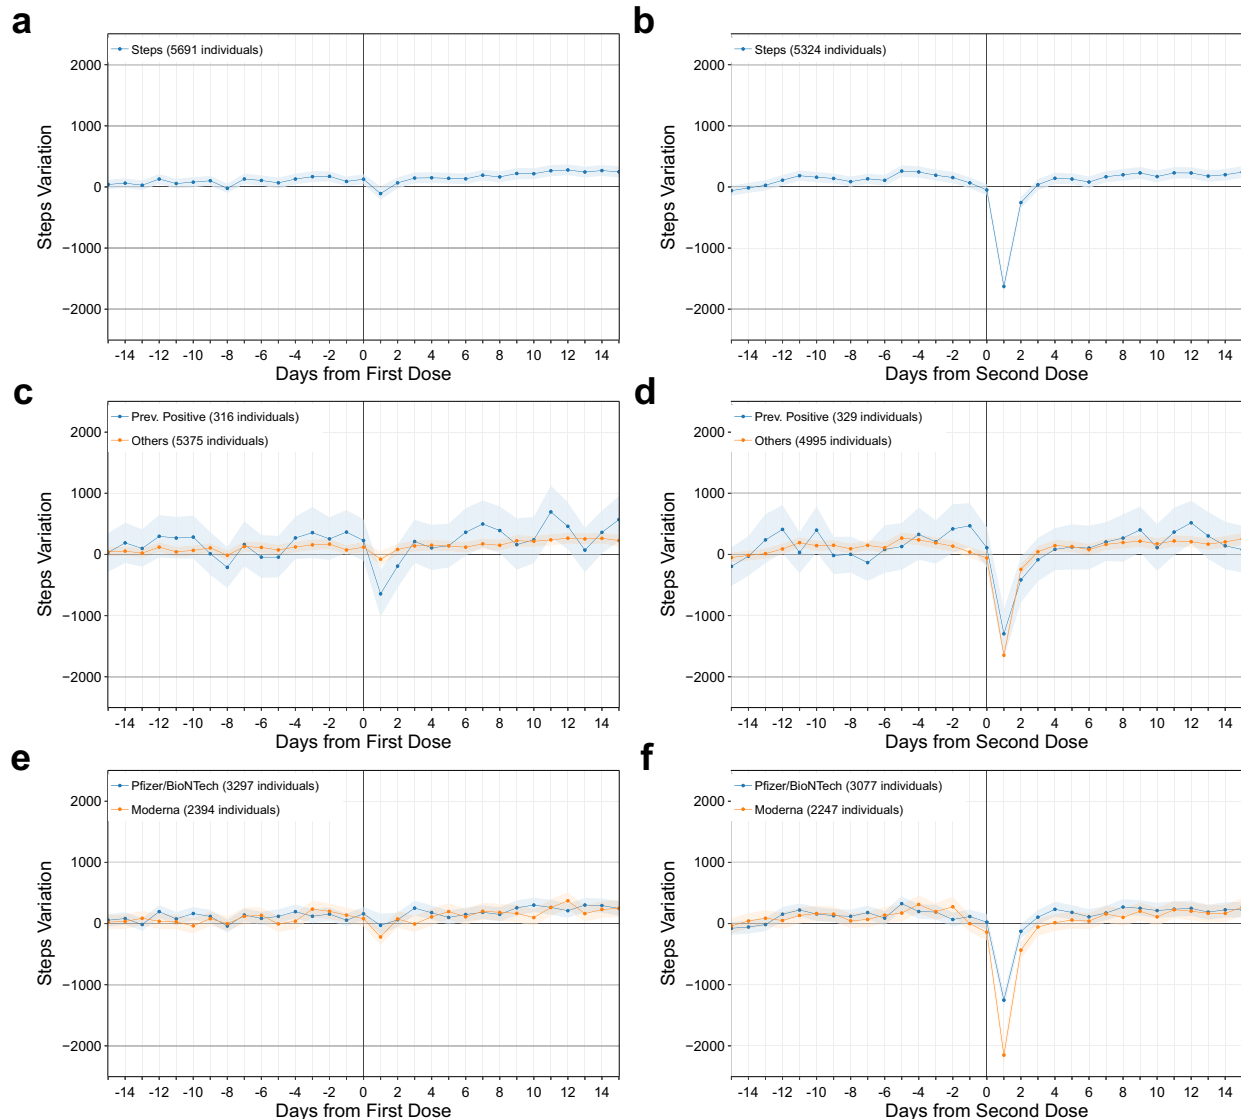 a
Steps (5691 individuals)
2000
1000
0
−1000
−2000
Steps Variation
-14 -12 -10 -8 -6 -4 -2 0 2 4 6 8 10 12 14
Days from First Dose
b
Steps (5324 individuals)
2000
1000
0
−1000
−2000
Steps Variation
-14 -12 -10 -8 -6 -4 -2 0 2 4 6 8 10 12 14
Days from Second Dose
c
Prev. Positive (316 individuals)
Others (5375 individuals)
2000
1000
0
−1000
−2000
Steps Variation
-14 -12 -10 -8 -6 -4 -2 0 2 4 6 8 10 12 14
Days from First Dose
d
Prev. Positive (329 individuals)
Others (4995 individuals)
2000
1000
0
−1000
−2000
Steps Variation
-14 -12 -10 -8 -6 -4 -2 0 2 4 6 8 10 12 14
Days from Second Dose
e
Pfizer/BioNTech (3297 individuals)
Moderna (2394 individuals)
2000
1000
0
−1000
−2000
Steps Variation
-14 -12 -10 -8 -6 -4 -2 0 2 4 6 8 10 12 14
Days from First Dose
f
Pfizer/BioNTech (3077 individuals)
Moderna (2247 individuals)
2000
1000
0
−1000
−2000
Steps Variation
-14 -12 -10 -8 -6 -4 -2 0 2 4 6 8 10 12 14
Days from Second Dose